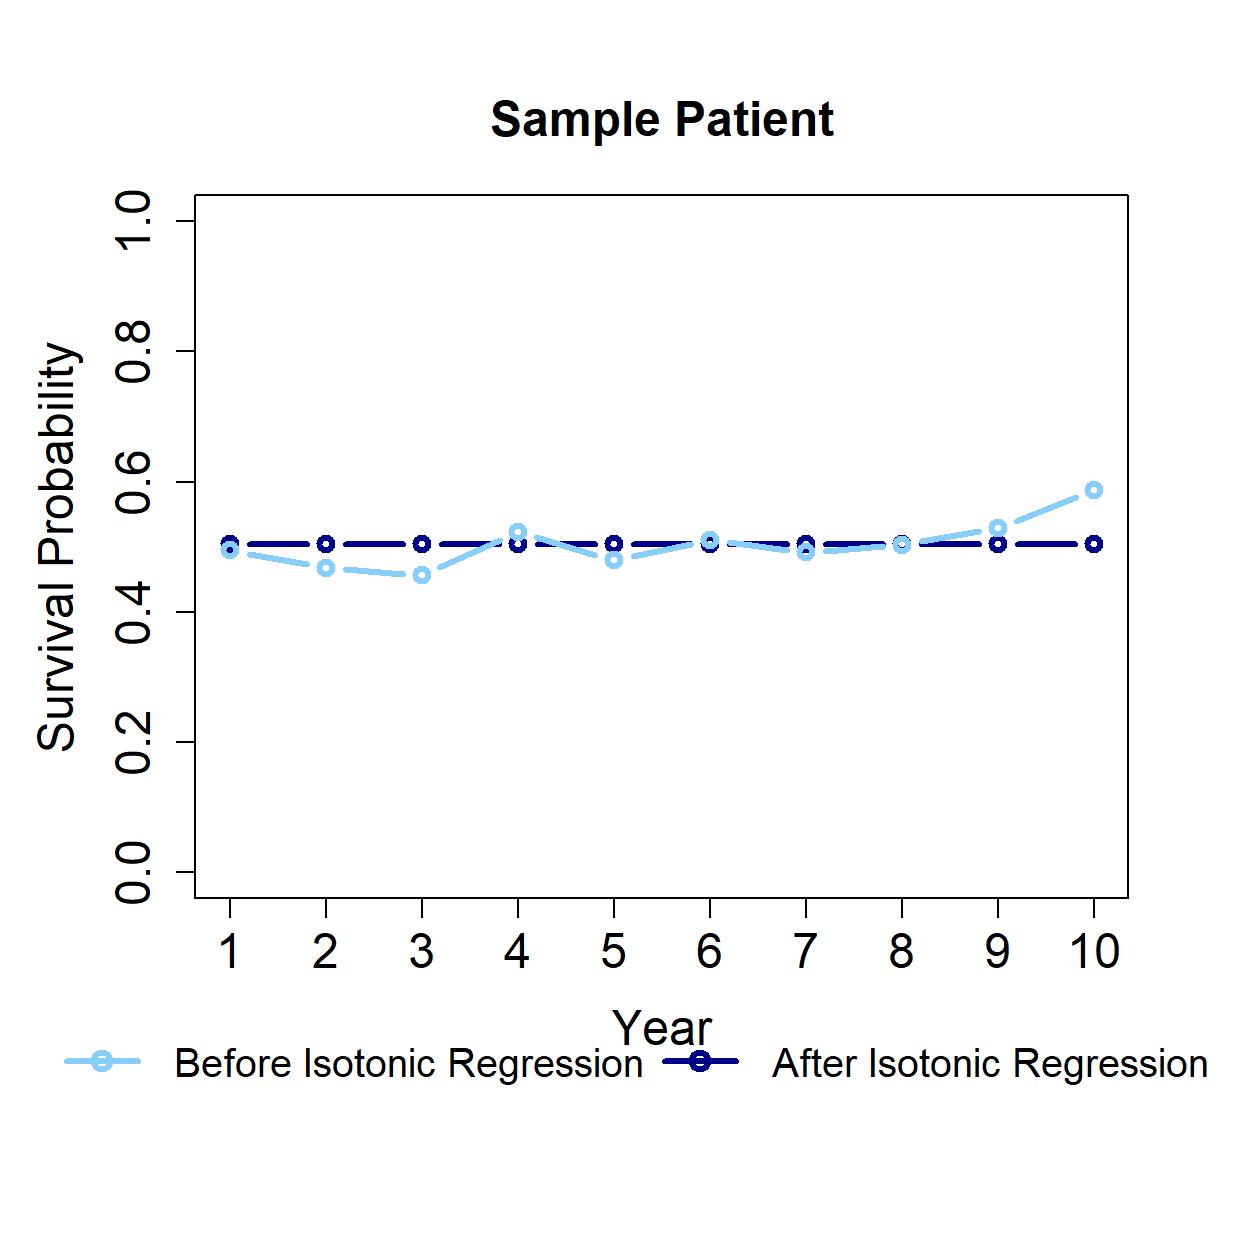 Sample Patient
Survival Probability
1.0
0.8
0.6
0.4
0.2
0.0
1 2 3 4 5 6 7 8 9 10
Year
Before Isotonic Regression After Isotonic Regression